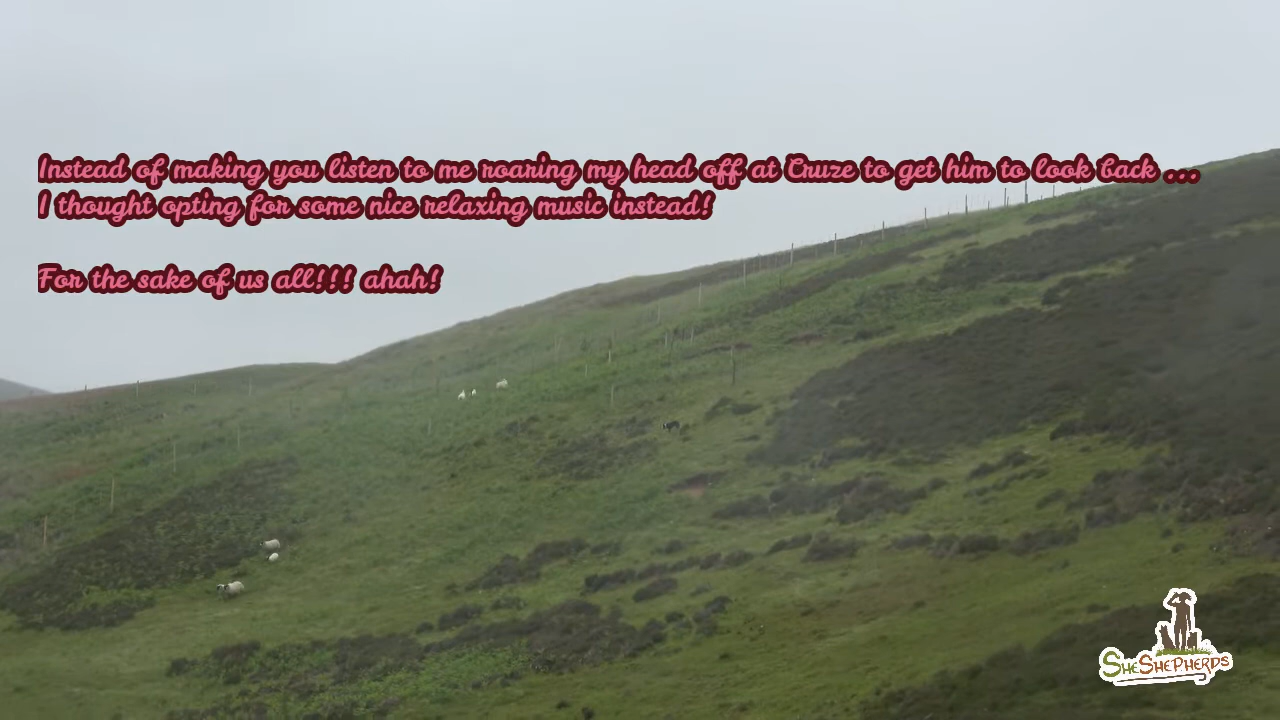 Instead of making you listen to me roaring my head off at Cruze to get him to look back ...
I thought opting for some nice relaxing music instead!
For the sake of us all!!! ahah!
SHESHEPHERDS